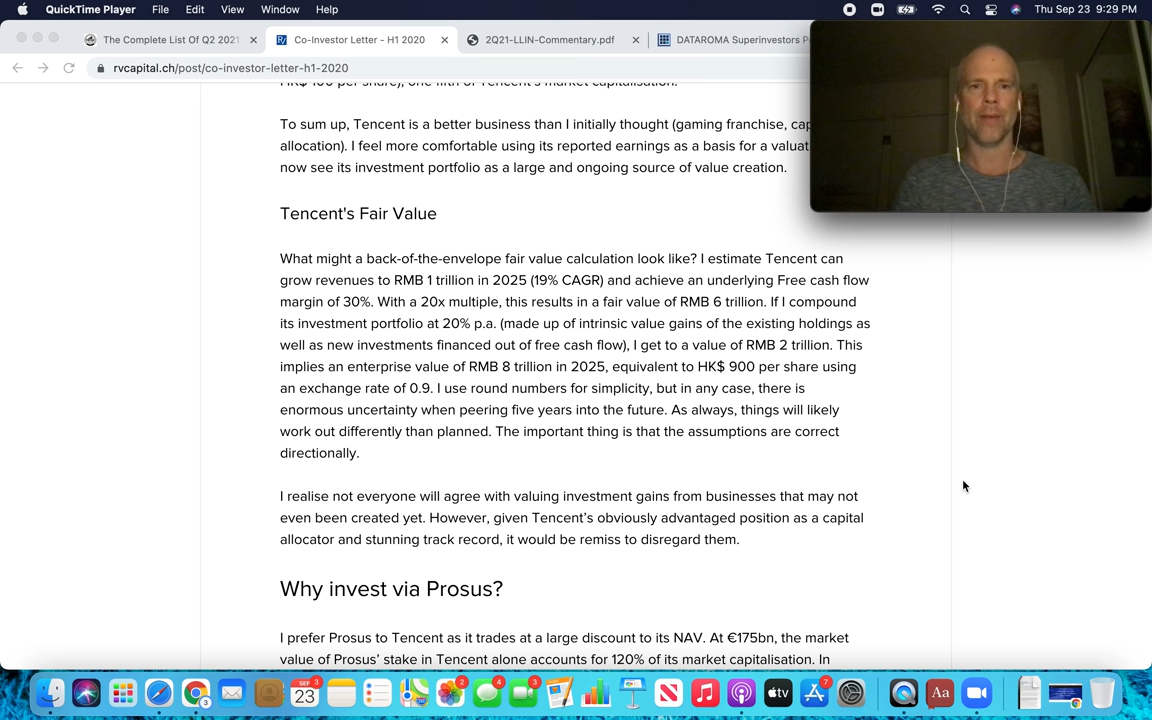 QuickTime Player File Edit View Window Help Thu Sep 23 9:29 PM
The Complete List Of Q2 2021 Co-Investor Letter - H1 2020 2Q21-LLIN-Commentary.pdf DATAROMA Superinvestors
rvcapital.ch/post/co-investor-letter-h1-2020
To sum up, Tencent is a better business than I initially thought (gaming franchise, cap
allocation). I feel more comfortable using its reported earnings as a basis for a valuat
now see its investment portfolio as a large and ongoing source of value creation.
Tencent's Fair Value
What might a back-of-the-envelope fair value calculation look like? I estimate Tencent can
grow revenues to RMB 1 trillion in 2025 (19% CAGR) and achieve an underlying Free cash flow
margin of 30%. With a 20x multiple, this results in a fair value of RMB 6 trillion. If I compound
its investment portfolio at 20% p.a. (made up of intrinsic value gains of the existing holdings as
well as new investments financed out of free cash flow), I get to a value of RMB 2 trillion. This
implies an enterprise value of RMB 8 trillion in 2025, equivalent to HK$ 900 per share using
an exchange rate of 0.9. I use round numbers for simplicity, but in any case, there is
enormous uncertainty when peering five years into the future. As always, things will likely
work out differently than planned. The important thing is that the assumptions are correct
directionally.
I realise not everyone will agree with valuing investment gains from businesses that may not
even been created yet. However, given Tencent's obviously advantaged position as a capital
allocator and stunning track record, it would be remiss to disregard them.
Why invest via Prosus?
I prefer Prosus to Tencent as it trades at a large discount to its NAV. At €175bn, the market
value of Prosus' stake in Tencent alone accounts for 120% of its market capitalisation. In
SEP 3 2 4 3 7
23 3 tv Aa